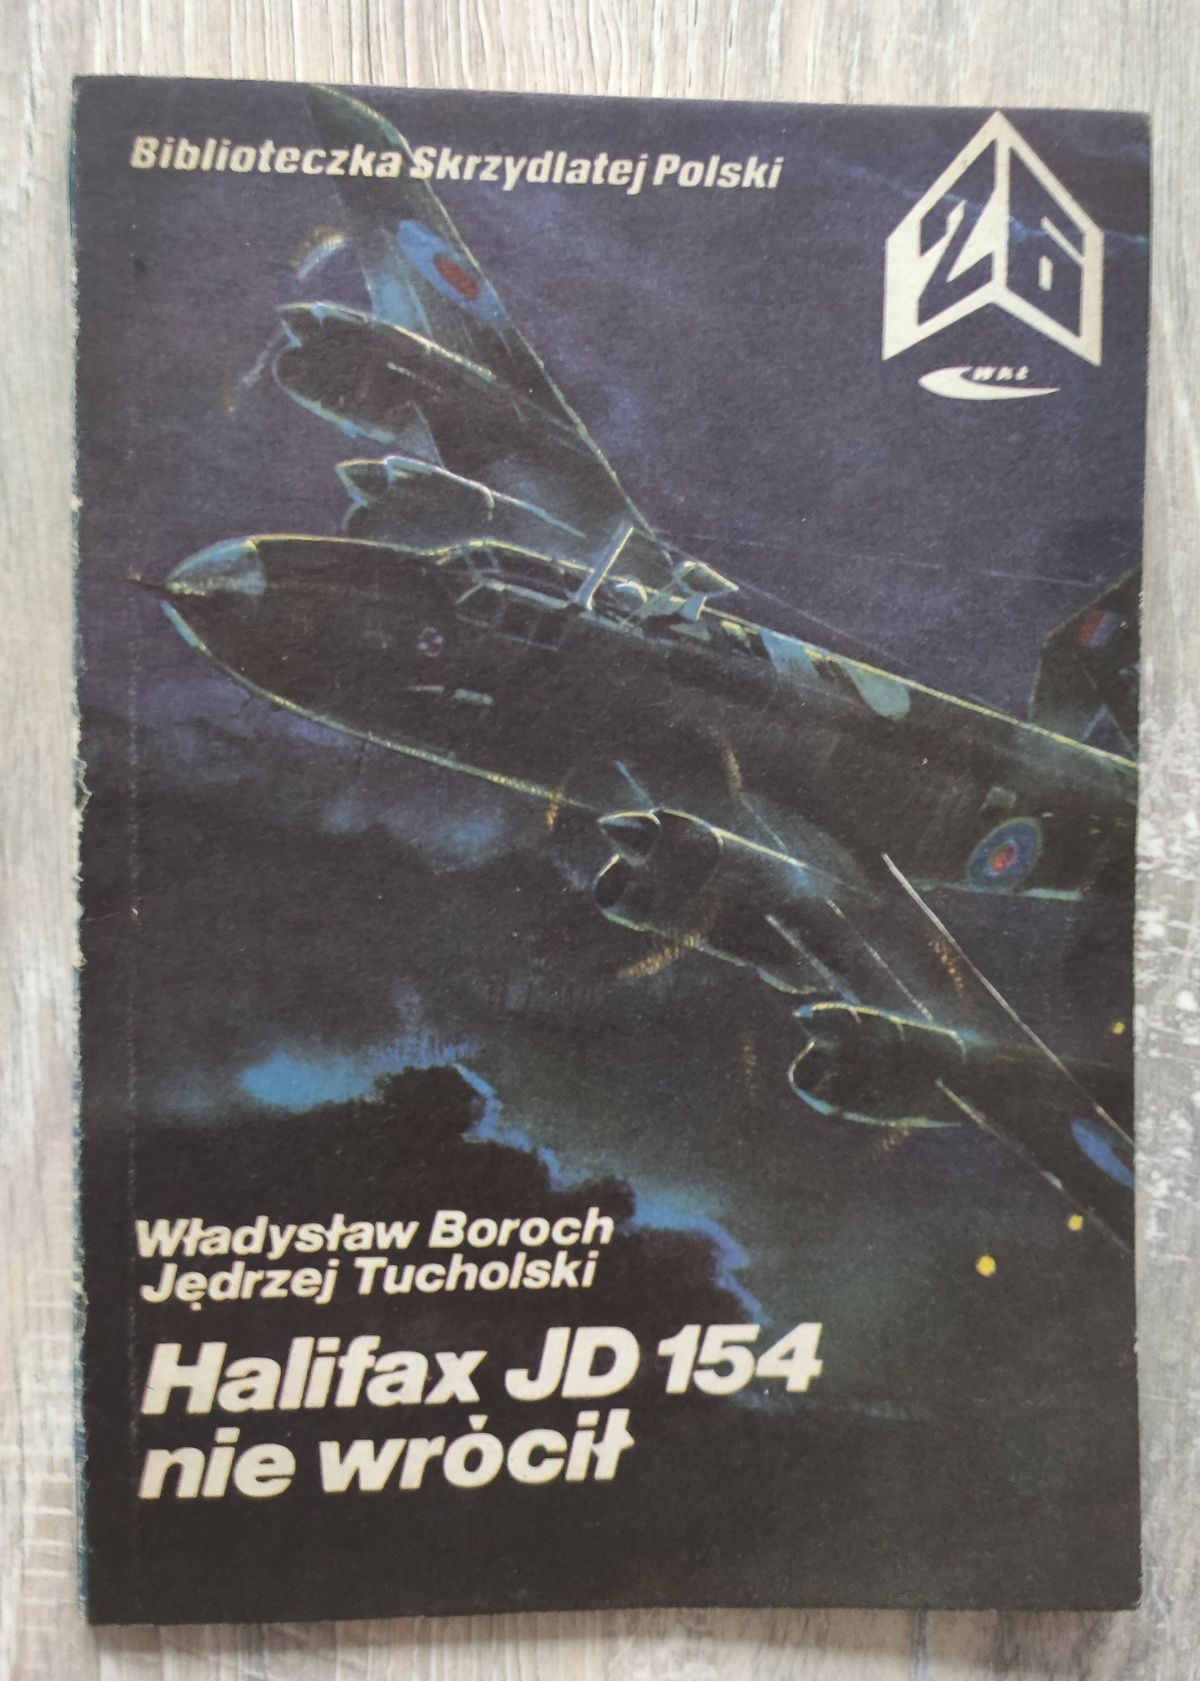 Biblioteczka Skrzydlatej Polski
26
WKŁ
Władysław Boroch
Jędrzej Tucholski
Halifax JD 154
nie wrócił